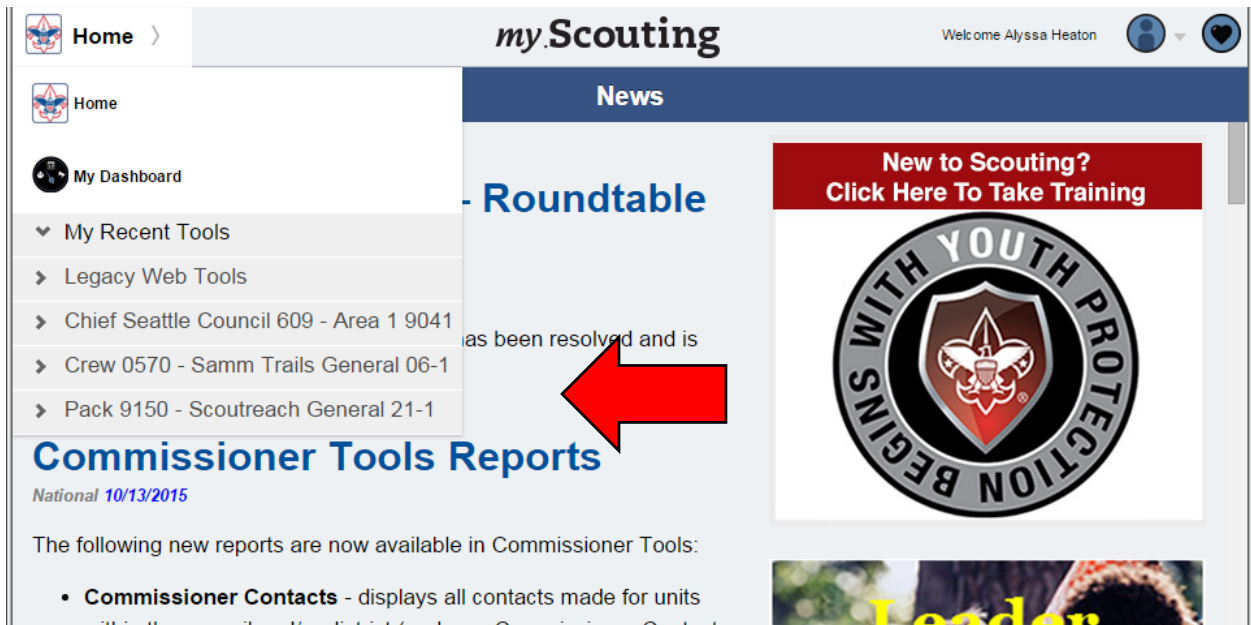 Home
my.Scouting
Welcome Alyssa Heaton
Home
News
My Dashboard
My Recent Tools
Legacy Web Tools
Chief Seattle Council 609 - Area 1 9041
Crew 0570 - Samm Trails General 06-1
Pack 9150 - Scoutreach General 21-1
- Roundtable
as been resolved and is
Commissioner Tools Reports
National 10/13/2015
The following new reports are now available in Commissioner Tools:
• Commissioner Contacts - displays all contacts made for units
New to Scouting?
Click Here To Take Training
YOUTH PROTECTION BEGINS WITH YOU
Leader